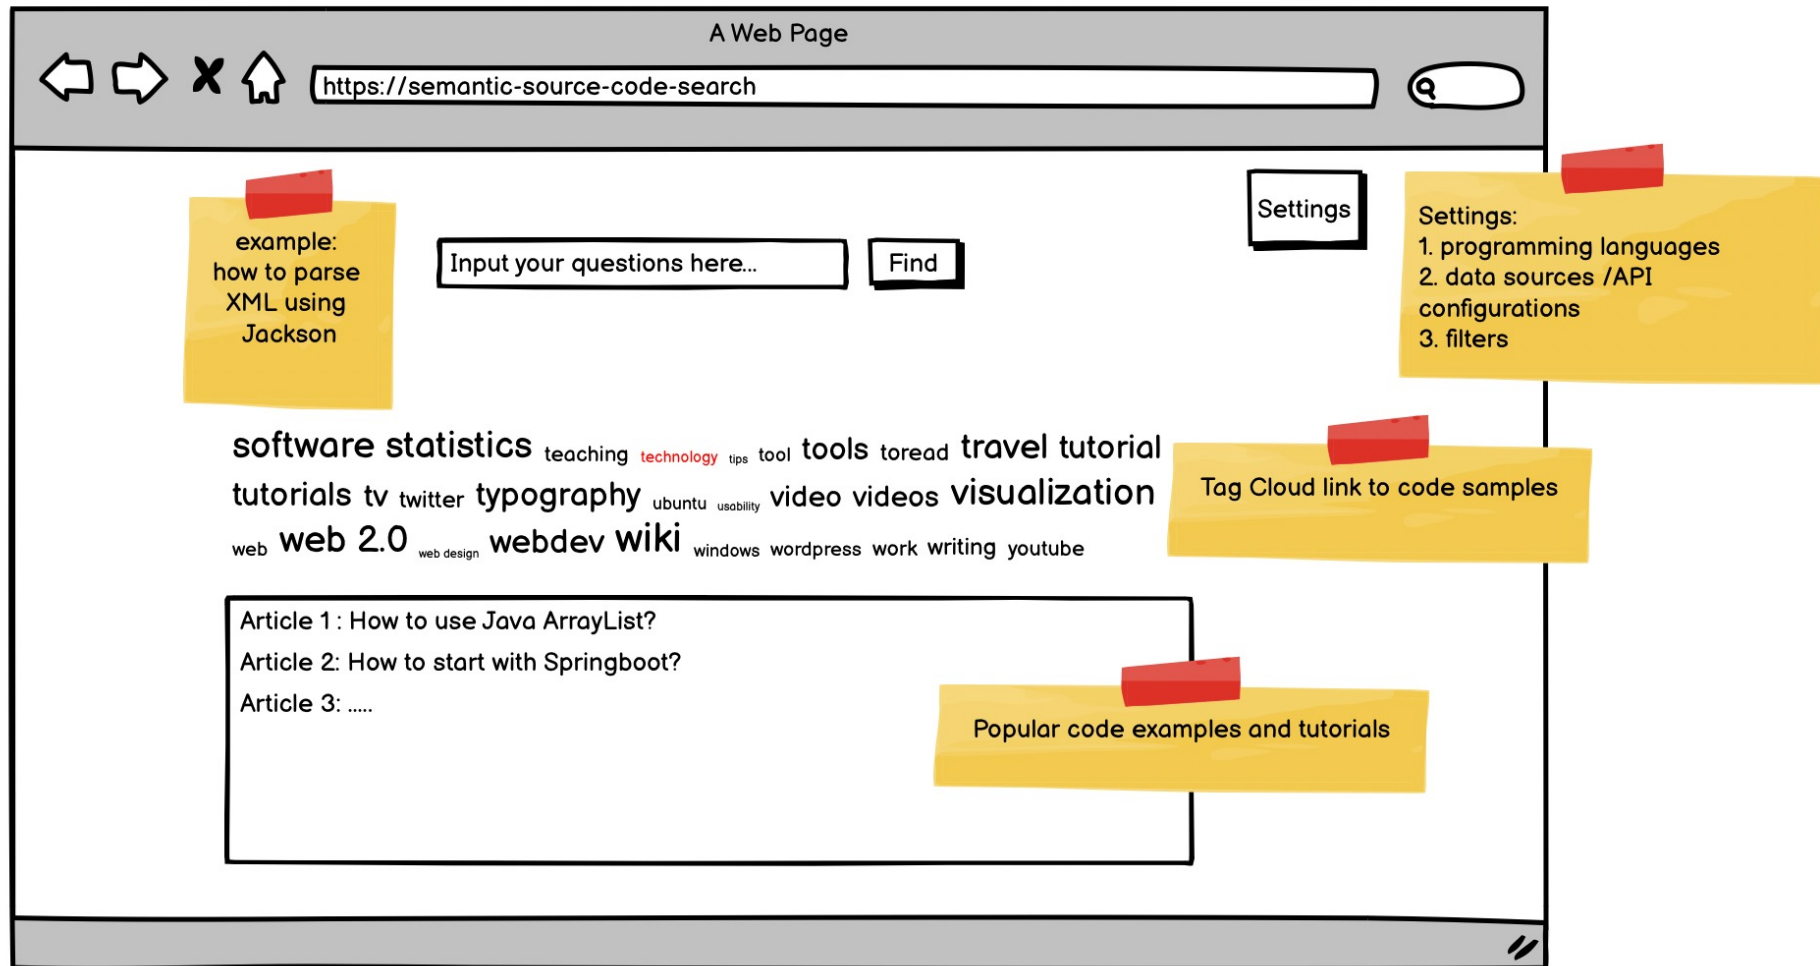 A Web Page
https://semantic-source-code-search
example:
how to parse
XML using
Jackson
Input your questions here...
Find
Settings
Settings:
1. programming languages
2. data sources /API
configurations
3. filters
software statistics teaching technology tips tool tools toread travel tutorial
tutorials tv twitter typography ubuntu usability video videos visualization
web web 2.0 web design webdev wiki windows wordpress work writing youtube
Tag Cloud link to code samples
Article 1 : How to use Java ArrayList?
Article 2: How to start with Springboot?
Article 3: .....
Popular code examples and tutorials